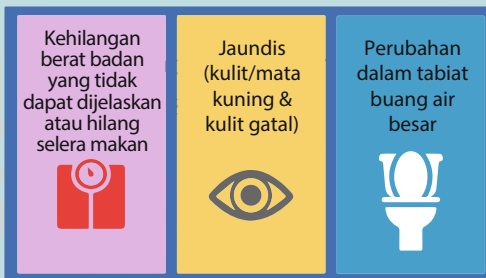 Kehilangan
berat badan
yang tidak
dapat dijelaskan
atau hilang
selera makan
Jaundis
(kulit/mata
kuning &
kulit gatal)
Perubahan
dalam tabiat
buang air
besar